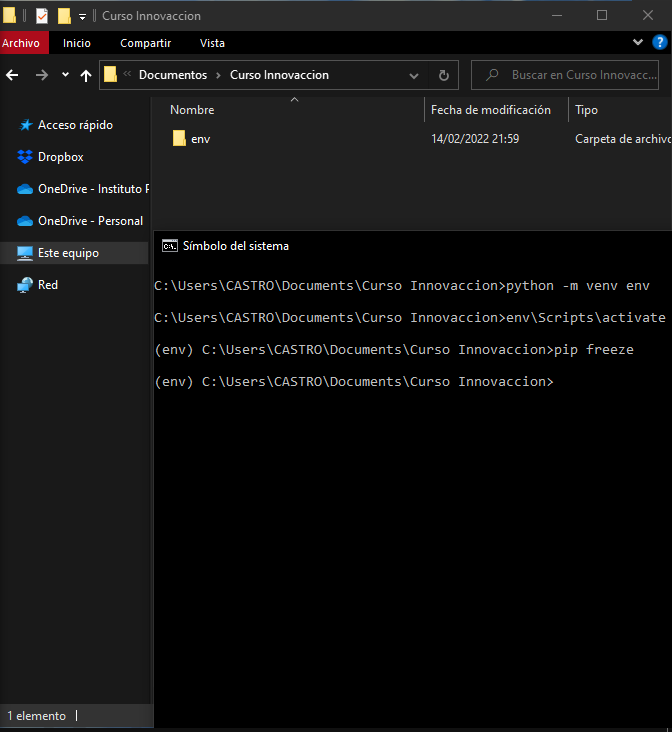 Curso Innovaccion
Archivo Inicio Compartir Vista
Documentos Curso Innovaccion Buscar en Curso Innovacc...
Nombre Fecha de modificación Tipo
env 14/02/2022 21:59 Carpeta de archivo
Acceso rápido
Dropbox
OneDrive - Instituto P
OneDrive - Personal
Este equipo
Red
Símbolo del sistema
C:\Users\CASTRO\Documents\Curso Innovaccion>python -m venv env
C:\Users\CASTRO\Documents\Curso Innovaccion>env\Scripts\activate
(env) C:\Users\CASTRO\Documents\Curso Innovaccion>pip freeze
(env) C:\Users\CASTRO\Documents\Curso Innovaccion>
1 elemento